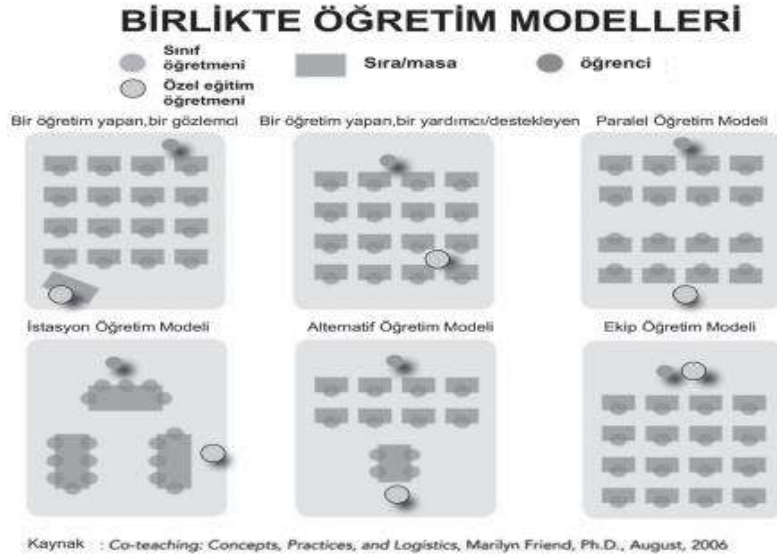 BİRLİKTE ÖĞRETİM MODELLERİ
Sınıf
öğretmeni
Sıra/masa
öğrenci
Özel eğitim
öğretmeni
Bir öğretim yapan,bir gözlemci
Bir öğretim yapan,bir yardımcı/destekleyen
Paralel Öğretim Modeli
İstasyon Öğretim Modeli
Alternatif Öğretim Modeli
Ekip Öğretim Modeli
Kaynak : Co-teaching: Concepts, Practices, and Logistics, Marilyn Friend, Ph.D., August, 2006